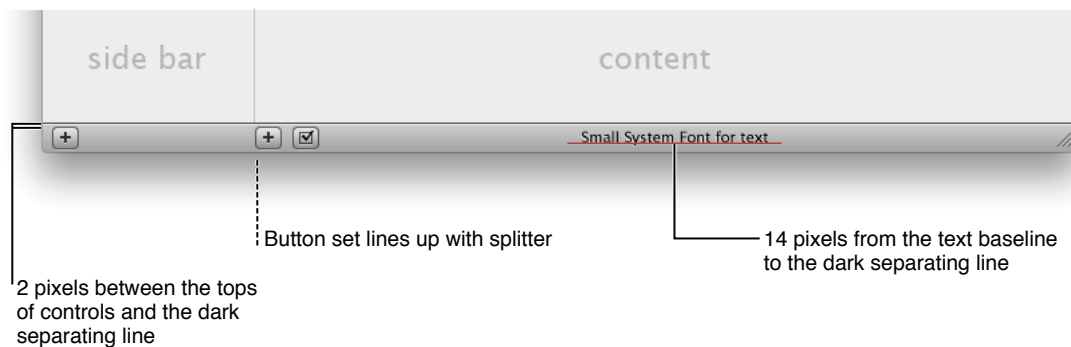 side bar
content
Small System Font for text
Button set lines up with splitter
14 pixels from the text baseline
to the dark separating line
2 pixels between the tops
of controls and the dark
separating line